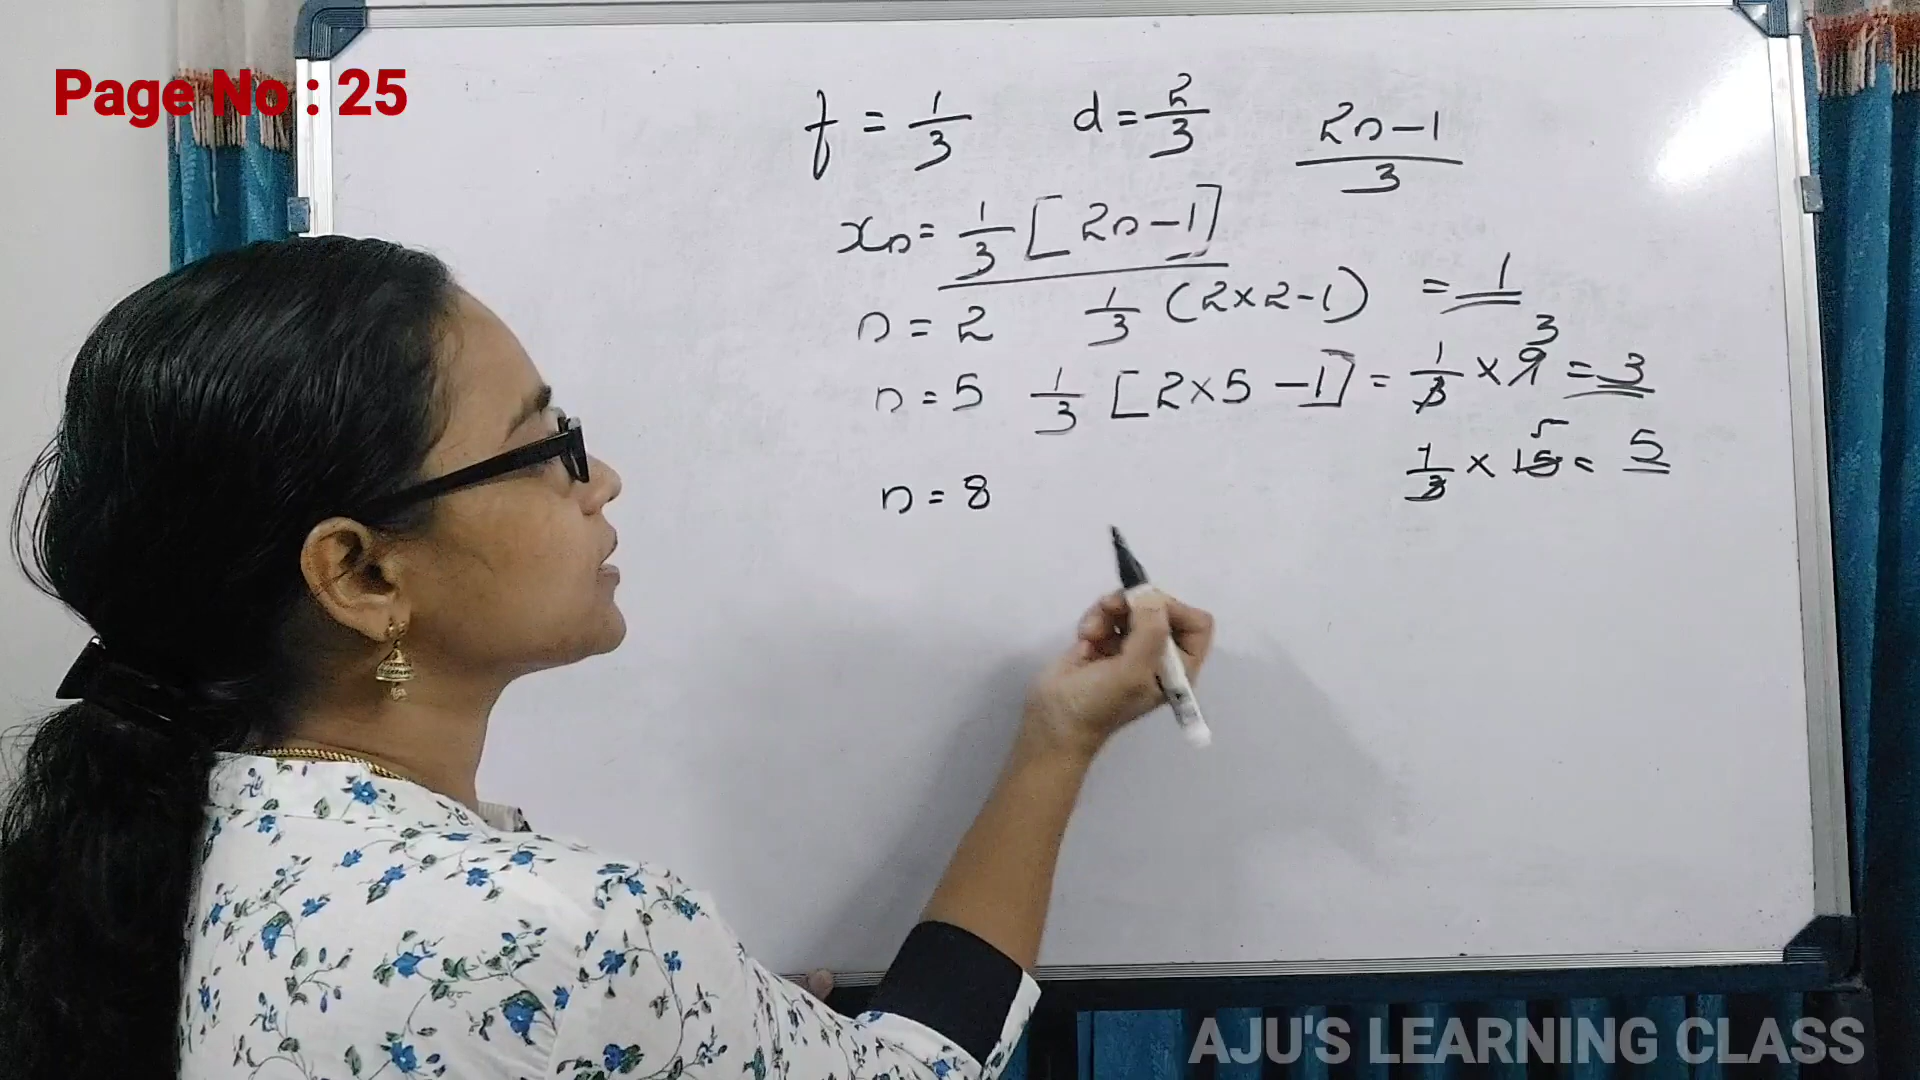 Page No : 25
f = 1/3 d = 2/3 2n-1/3
xn = 1/3 [2n-1]
n = 2 1/3 (2×2-1) = 1
n = 5 1/3 [2×5-1] = 1/3 × 9 3 = 3
n = 8 1/3 × 15 5 = 5
AJU'S LEARNING CLASS